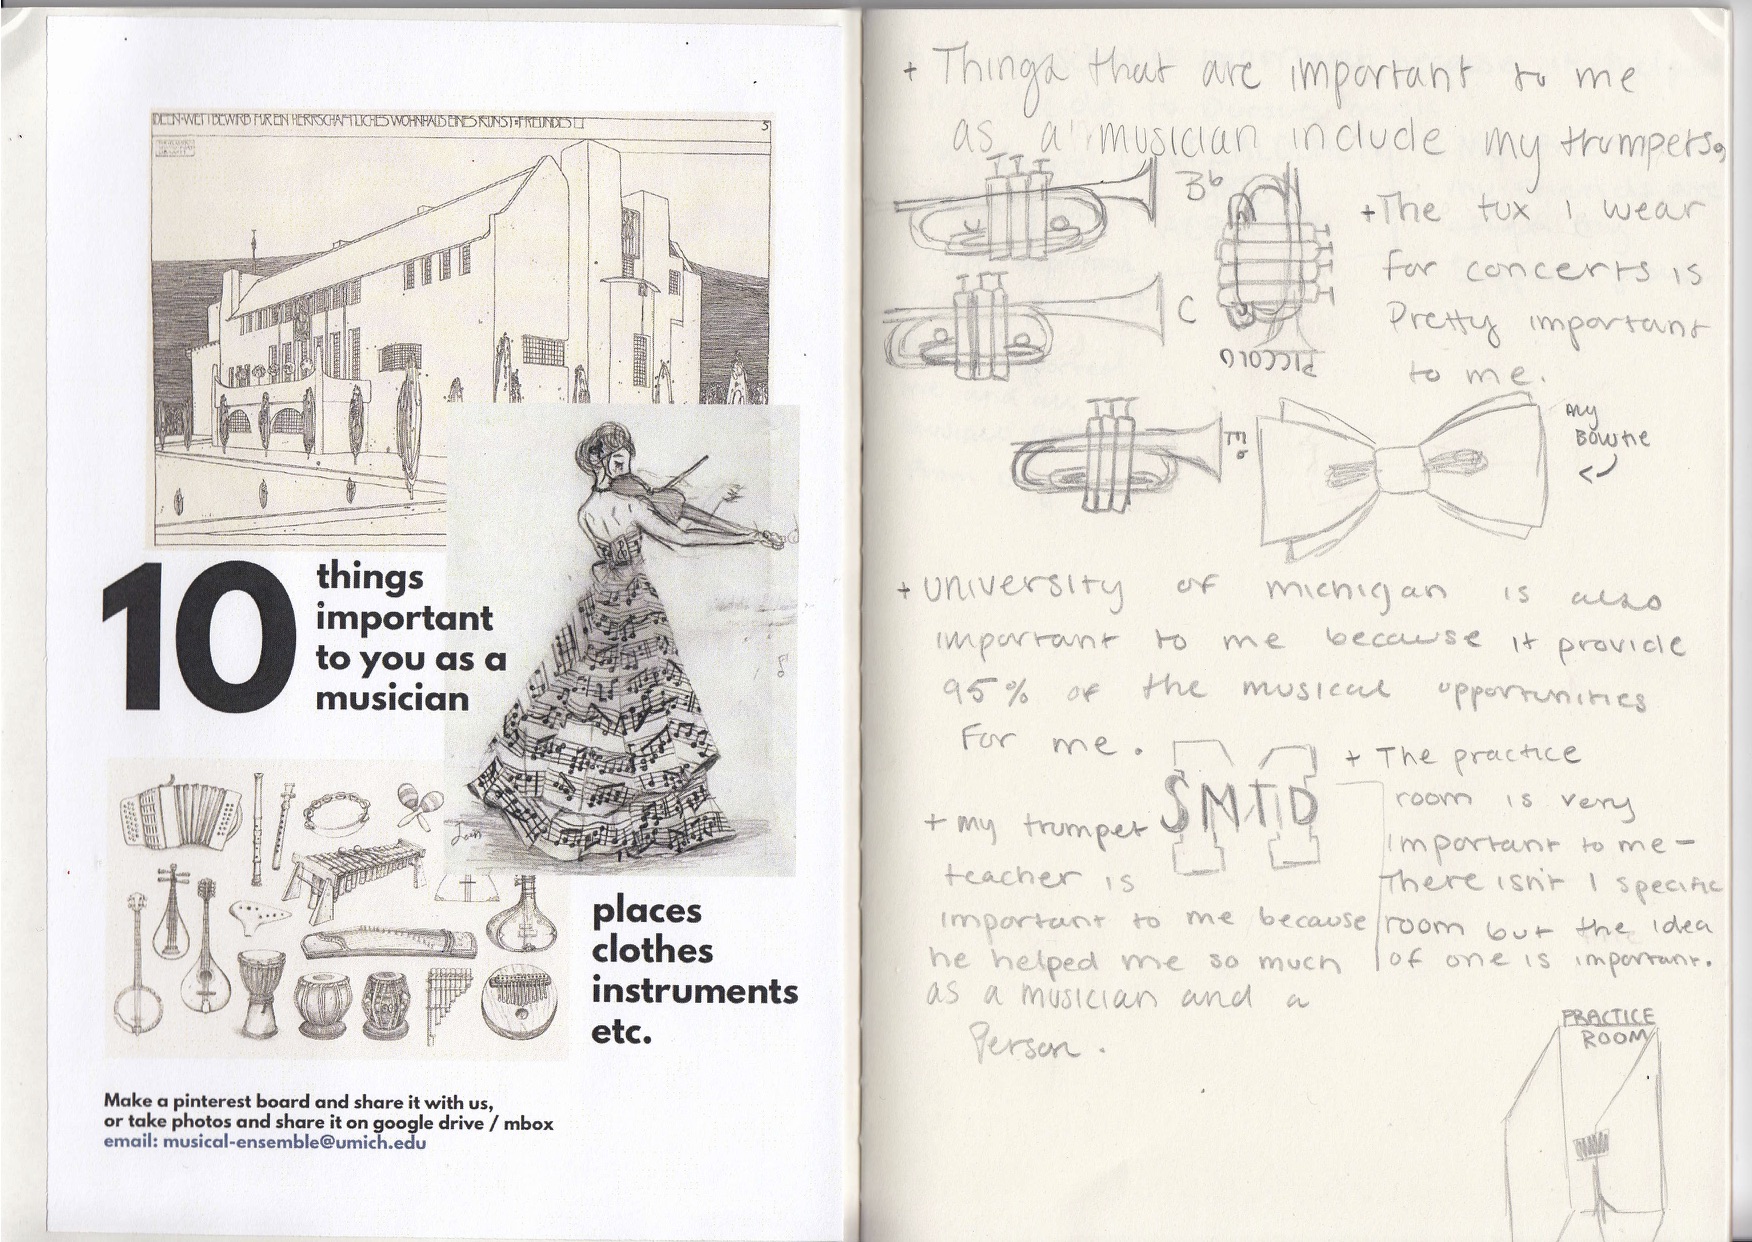 IDEEN·WETTBEWERB FÜR EIN HERRSCHAFTLICHES WOHNHAUS EINES KUNST=FREUNDES
5
10
things
important
to you as a
musician
places
clothes
instruments
etc.
Make a pinterest board and share it with us,
or take photos and share it on google drive / mbox
email: musical-ensemble@umich.edu
+ Things that are important to me
as a musician include my trumpets,
Bb
C
PICCOLO
Eb
+ The tux I wear
for concerts is
Pretty important
to me.
My
Bowtie
+ University of michigan is also
important to me because it provide
95% of the musical opportunities
For me.
SMTD
+ my trumpet
teacher is
important to me because
he helped me so much
as a musician and a
Person.
+ The practice
room is very
important to me -
There isn't 1 specific
room but the idea
of one is important.
PRACTICE
ROOM